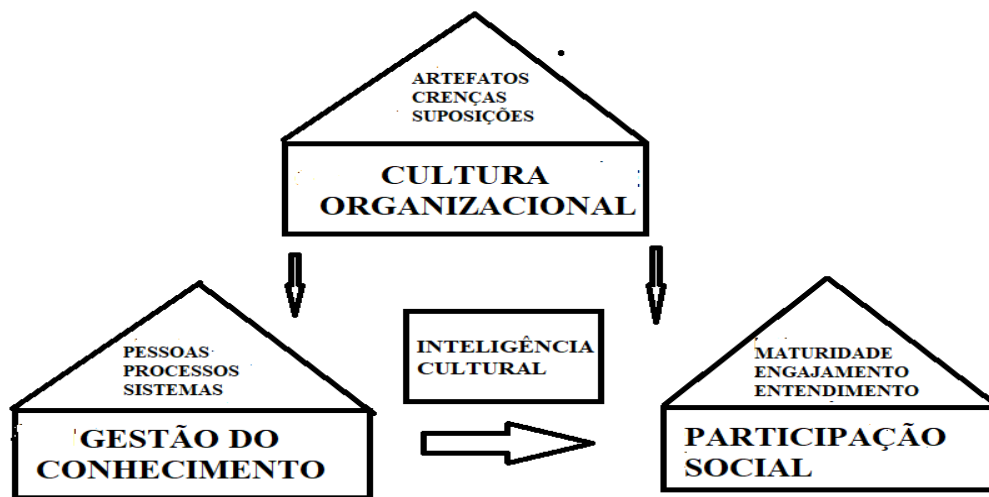 ARTEFATOS
CRENÇAS
SUPOSIÇÕES
CULTURA
ORGANIZACIONAL
PESSOAS
PROCESSOS
SISTEMAS
GESTÃO DO
CONHECIMENTO
INTELIGÊNCIA
CULTURAL
MATURIDADE
ENGAJAMENTO
ENTENDIMENTO
PARTICIPAÇÃO
SOCIAL